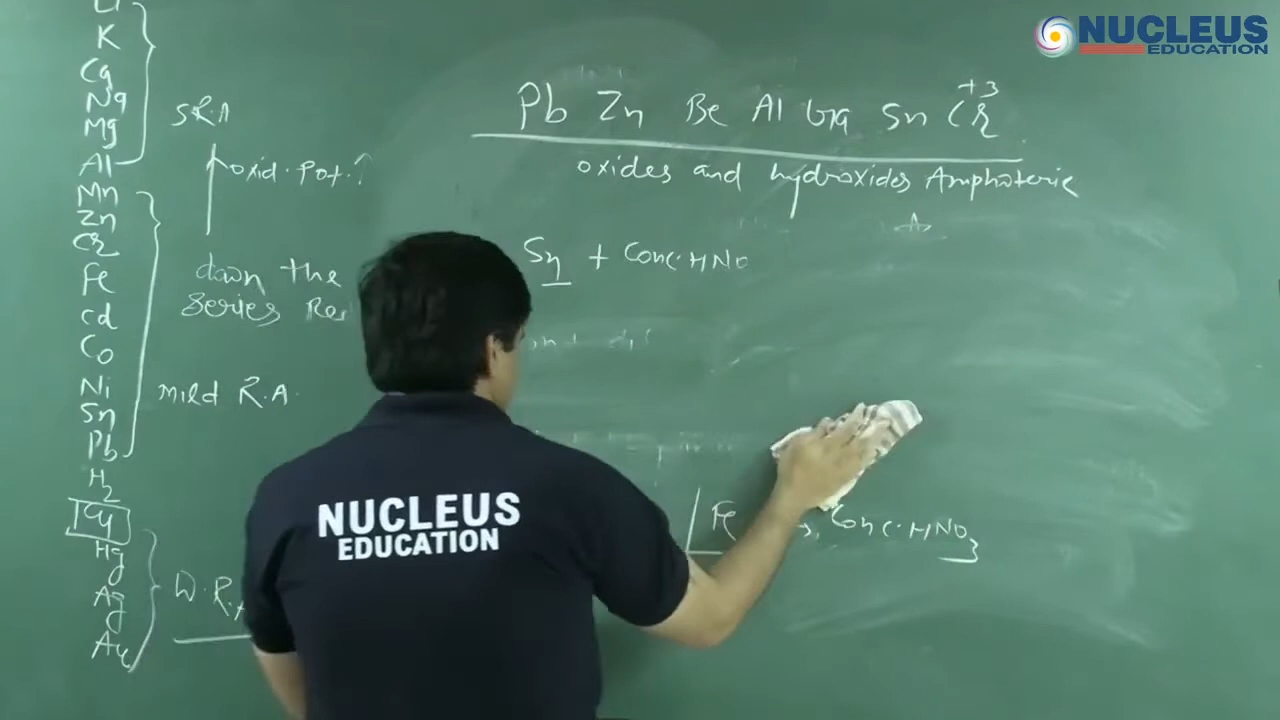 NUCLEUS
EDUCATION
K
Ca
Na
Mg
Al
Mn
Zn
Cr
Fe
Cd
Co
Ni
Sn
Pb
H2
Cu
Hg
Ag
Au
S.R.A
oxid. Pot. ↑
down the
series
mild R.A.
W.R.A
Pb Zn Be Al Ga Sn Cr+3
oxides and hydroxides Amphoteric
Sn + Conc. HNO
Fe
Conc. HNO3
NUCLEUS
EDUCATION